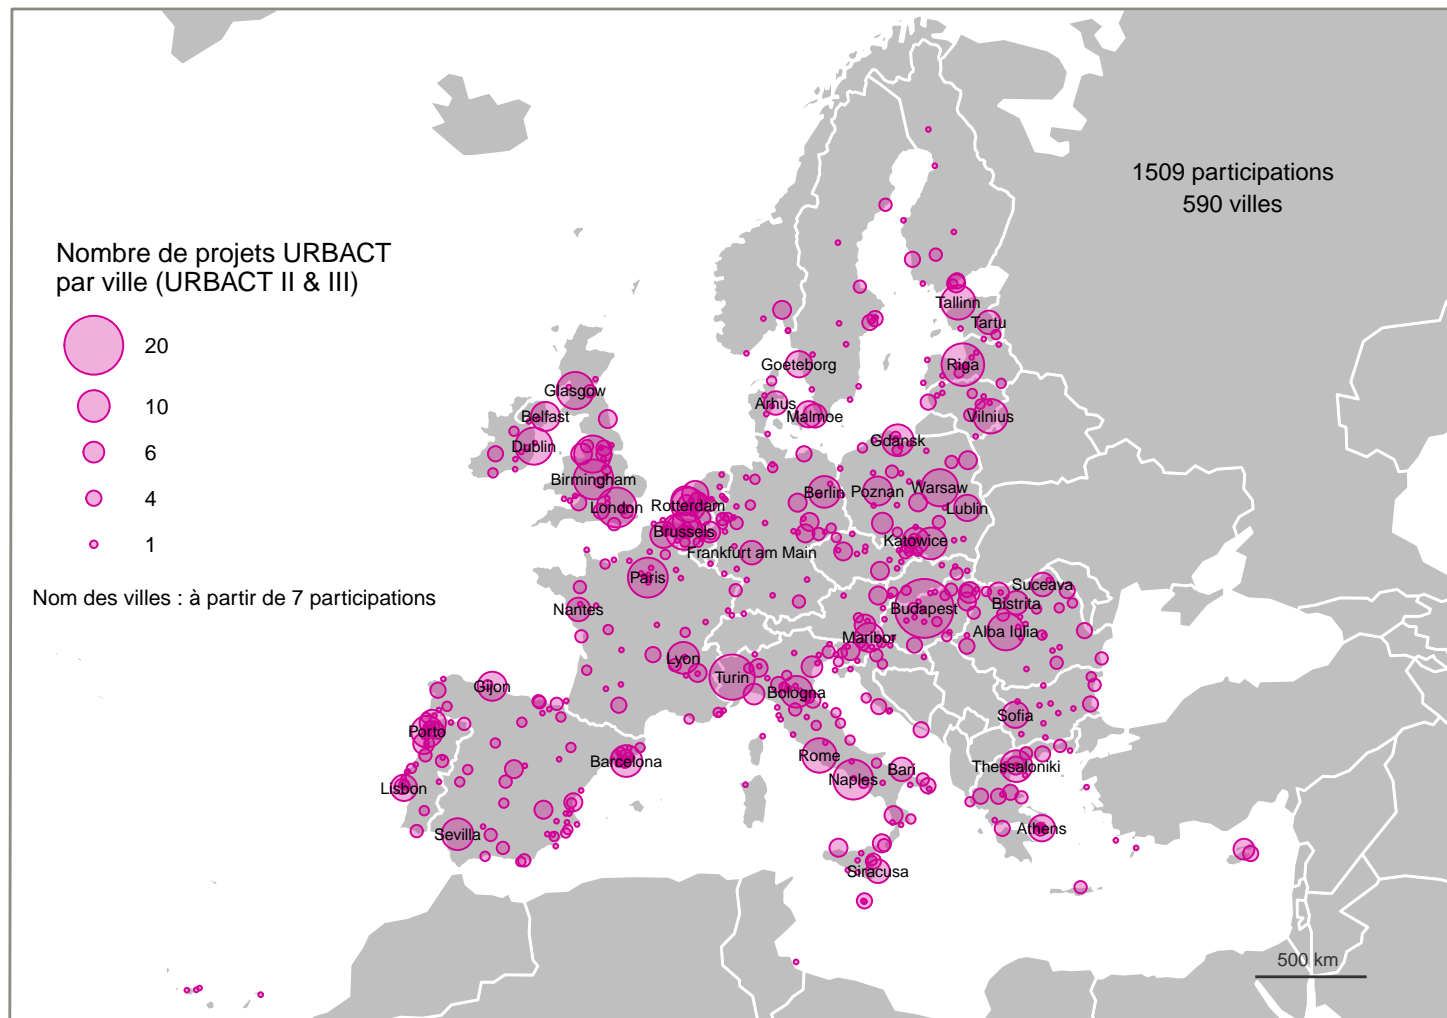 1509 participations
590 villes
Nombre de projets URBACT
par ville (URBACT II & III)
20
10
6
4
1
Nom des villes : à partir de 7 participations
Tallinn
Tartu
Goeteborg
Riga
Glasgow
Arhus
Malmoe
Vilnius
Belfast
Dublin
Gdansk
Birmingham
London
Rotterdam
Berlin
Poznan
Warsaw
Lublin
Brussels
Katowice
Frankfurt am Main
Paris
Suceava
Nantes
Budapest
Bistrita
Maribor
Alba Iulia
Lyon
Turin
Gijon
Bologna
Sofia
Porto
Rome
Barcelona
Naples
Bari
Thessaloniki
Lisbon
Sevilla
Athens
Siracusa
500 km